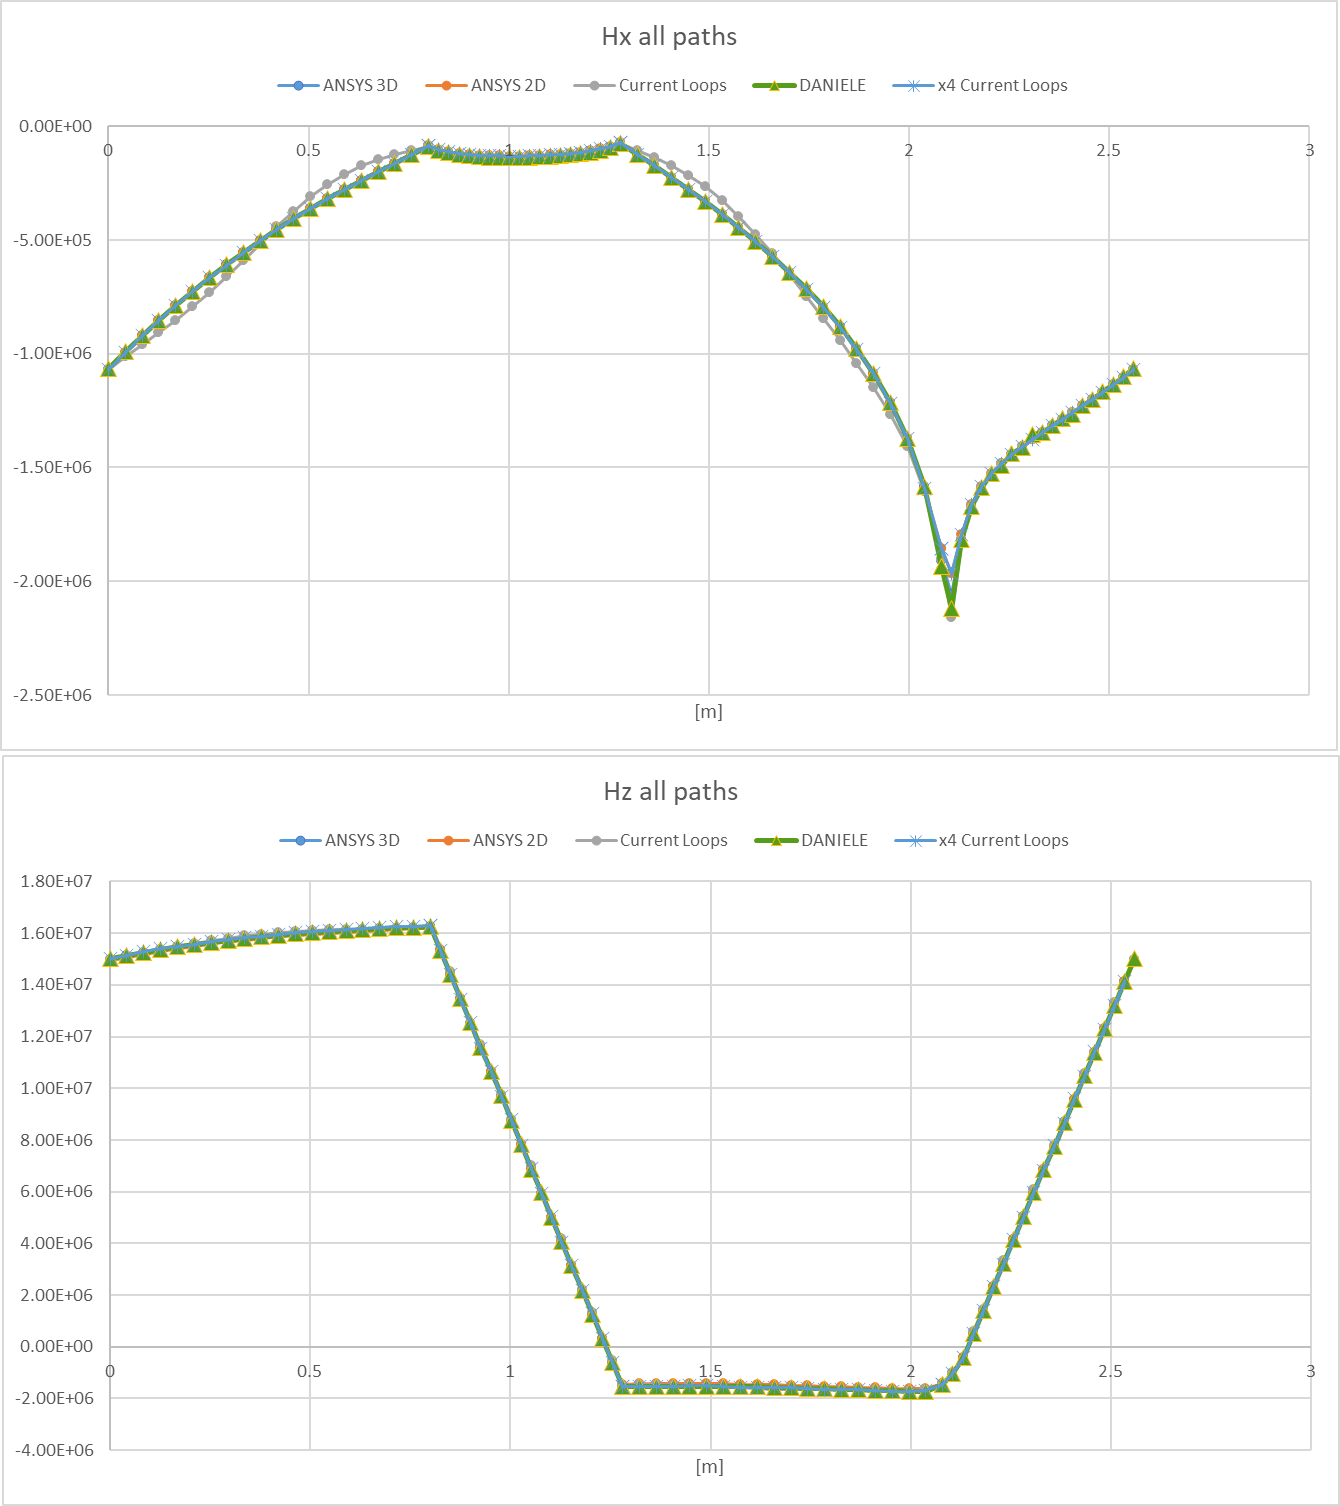 Hx all paths
ANSYS 3D ANSYS 2D Current Loops DANIELE x4 Current Loops
0.00E+00
0 0.5 1 1.5 2 2.5 3
-5.00E+05
-1.00E+06
-1.50E+06
-2.00E+06
-2.50E+06
[m]
Hz all paths
ANSYS 3D ANSYS 2D Current Loops DANIELE x4 Current Loops
1.80E+07
1.60E+07
1.40E+07
1.20E+07
1.00E+07
8.00E+06
6.00E+06
4.00E+06
2.00E+06
0.00E+00
0 0.5 1 1.5 2 2.5 3
-2.00E+06
-4.00E+06
[m]